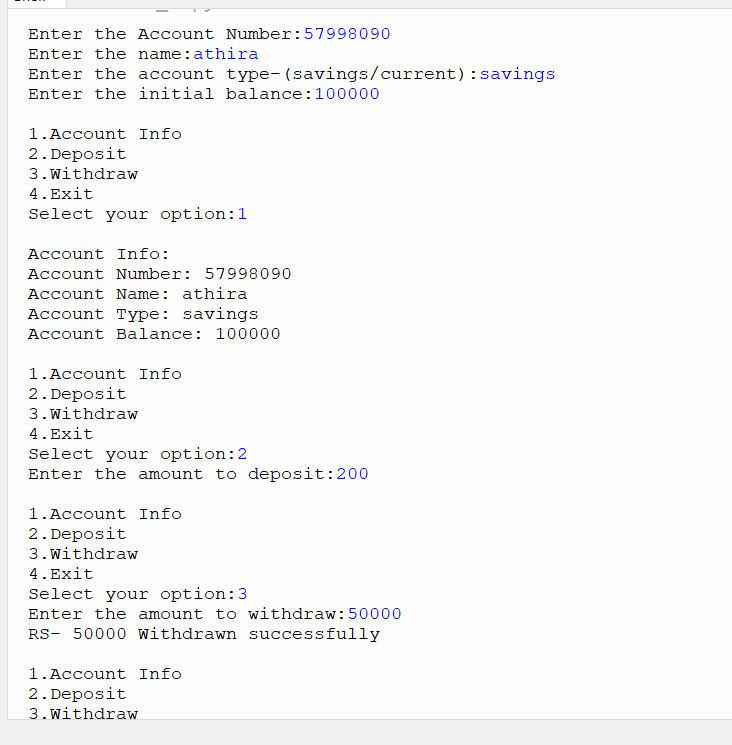 Enter the Account Number:57998090
Enter the name:athira
Enter the account type-(savings/current):savings
Enter the initial balance:100000
1.Account Info
2.Deposit
3.Withdraw
4.Exit
Select your option:1
Account Info:
Account Number: 57998090
Account Name: athira
Account Type: savings
Account Balance: 100000
1.Account Info
2.Deposit
3.Withdraw
4.Exit
Select your option:2
Enter the amount to deposit:200
1.Account Info
2.Deposit
3.Withdraw
4.Exit
Select your option:3
Enter the amount to withdraw:50000
RS- 50000 Withdrawn successfully
1.Account Info
2.Deposit
3.Withdraw